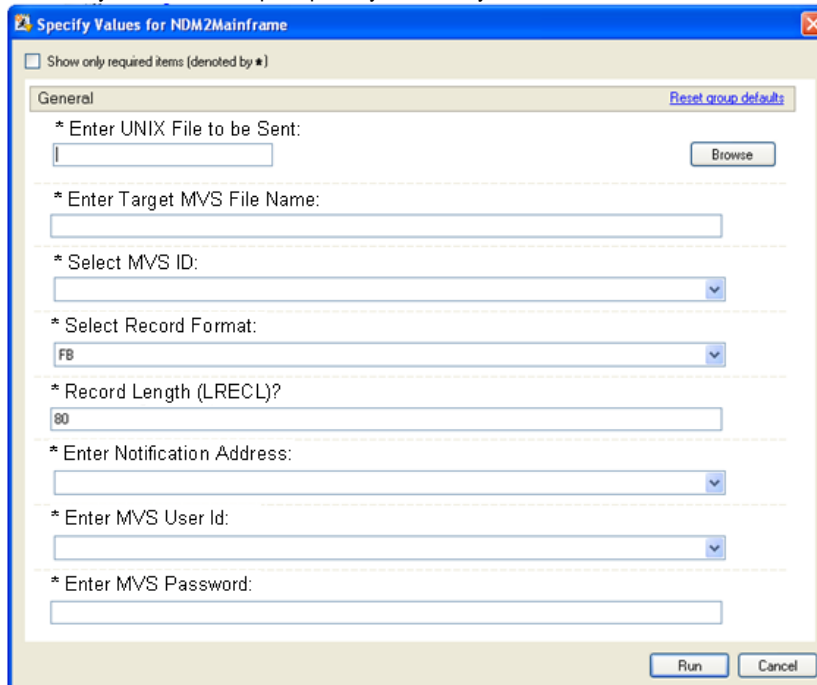 Specify Values for NDM2Mainframe
Show only required items (denoted by *)
General Reset group defaults
* Enter UNIX File to be Sent:
Browse
* Enter Target MVS File Name:
* Select MVS ID:
* Select Record Format:
FB
* Record Length (LRECL)?
80
* Enter Notification Address:
* Enter MVS User Id:
* Enter MVS Password:
Run Cancel